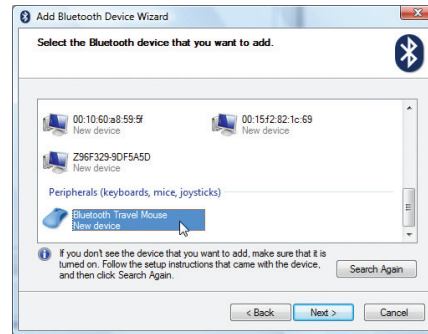 Add Bluetooth Device Wizard
Select the Bluetooth device that you want to add.
00:10:60:a8:59:5f
New device
00:15:f2:82:1c:69
New device
Z96F329-9DF5A5D
New device
Peripherals (keyboards, mice, joysticks)
Bluetooth Travel Mouse
New device
If you don't see the device that you want to add, make sure that it is
turned on. Follow the setup instructions that came with the device,
and then click Search Again.
Search Again
< Back
Next >
Cancel